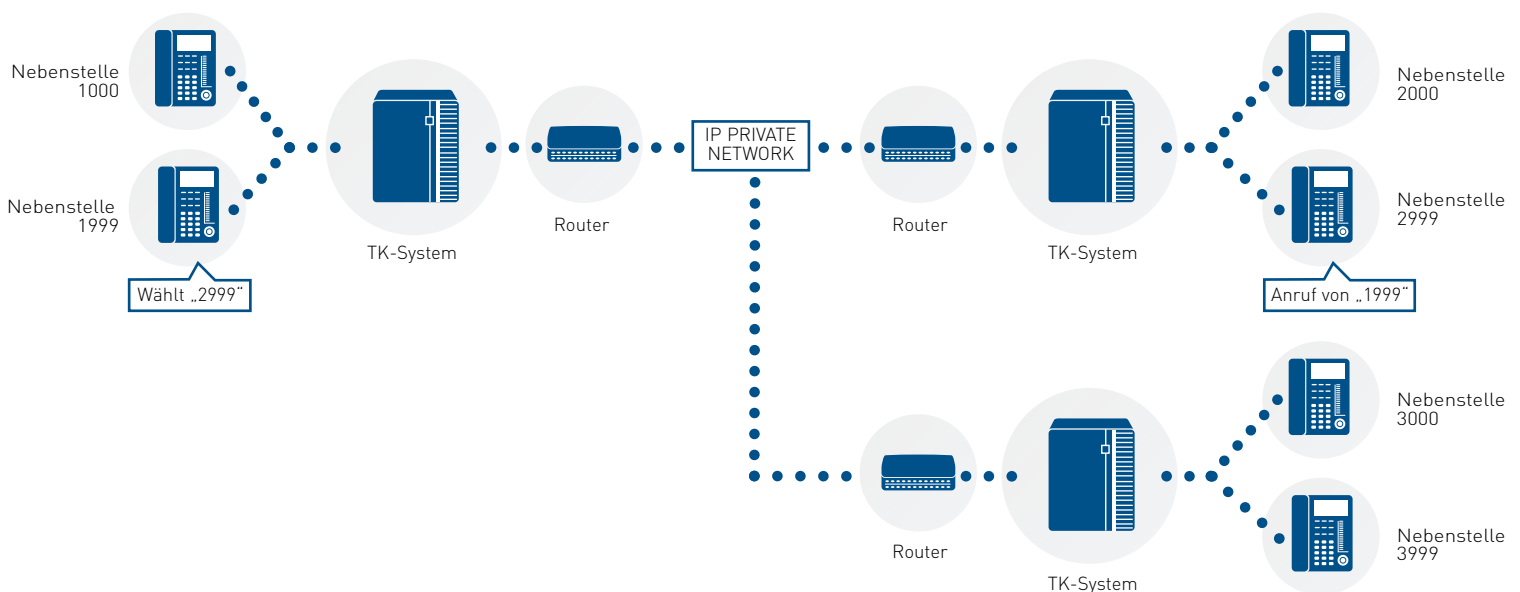 Nebenstelle
1000
Nebenstelle
1999
Wählt „2999“
TK-System
Router
IP PRIVATE
NETWORK
Router
TK-System
Nebenstelle
2000
Nebenstelle
2999
Anruf von „1999“
Router
TK-System
Nebenstelle
3000
Nebenstelle
3999